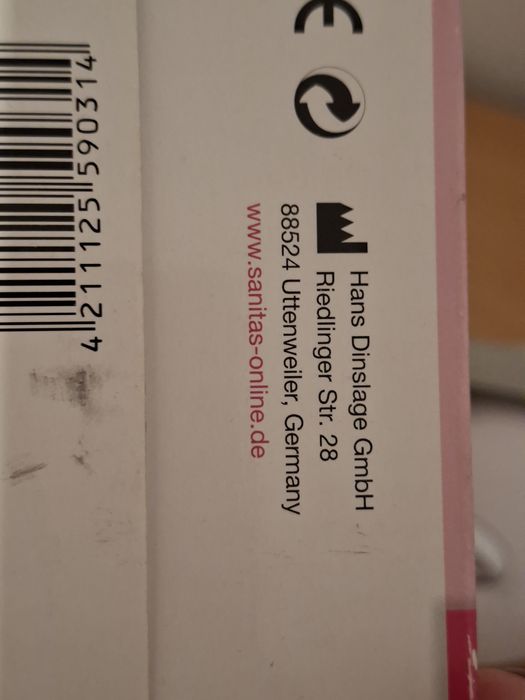 Hans Dinslage GmbH
Riedlinger Str. 28
88524 Uttenweiler, Germany
www.sanitas-online.de
4 211125 590314